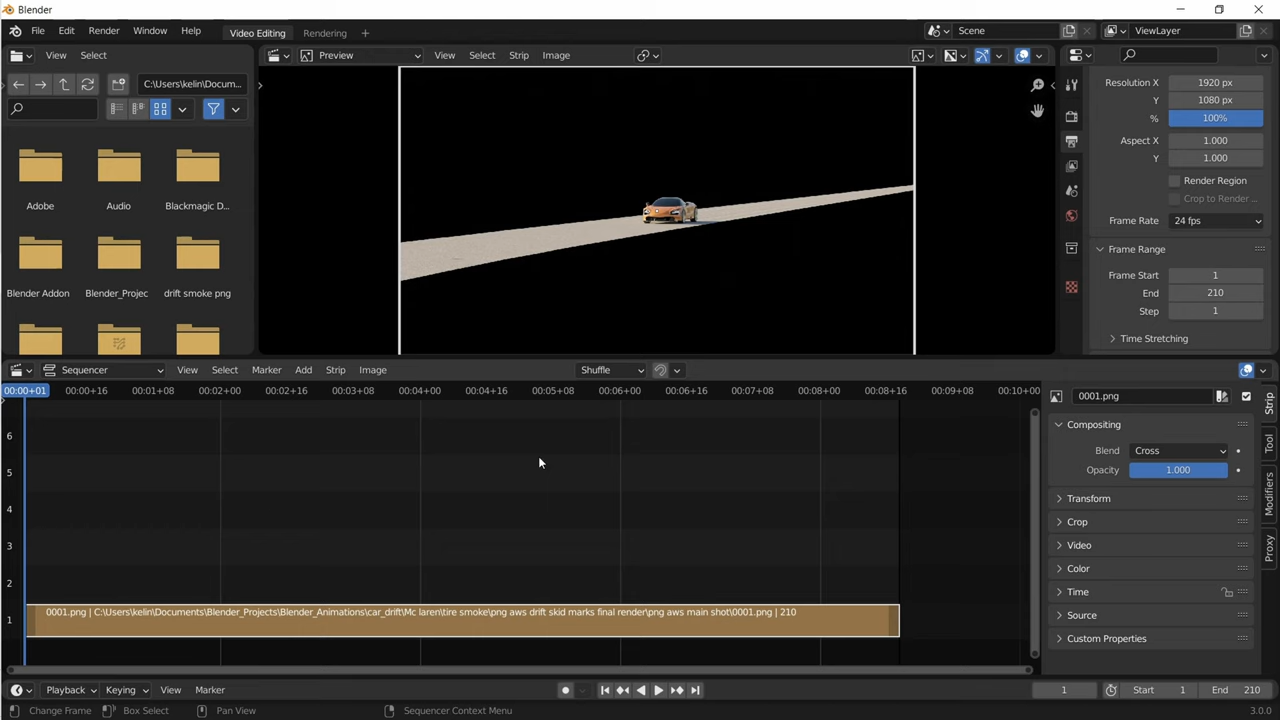 Blender
File Edit Render Window Help
Video Editing
Rendering
Scene
ViewLayer
View Select
Preview
View Select Strip Image
C:\Users\kelin\Docum...
Adobe
Audio
Blackmagic D...
Blender Addon
Blender_Projec
drift smoke png
Resolution X 1920 px
Y 1080 px
% 100%
Aspect X 1.000
Y 1.000
Render Region
Crop to Render ...
Frame Rate 24 fps
Frame Range
Frame Start 1
End 210
Step 1
Time Stretching
Sequencer
View Select Marker Add Strip Image
Shuffle
00:00+01 00:00+16 00:01+08 00:02+00 00:02+16 00:03+08 00:04+00 00:04+16 00:05+08 00:06+00 00:06+16 00:07+08 00:08+00 00:08+16 00:09+08 00:10+00
6
5
4
3
2
1
0001.png | C:\Users\kelin\Documents\Blender_Projects\Blender_Animations\car_drift\Mc laren\tire smoke\png aws drift skid marks final render\png aws main shot\0001.png | 210
0001.png
Compositing
Blend Cross
Opacity 1.000
Transform
Crop
Video
Color
Time
Source
Custom Properties
Strip
Tool
Modifiers
Proxy
Playback Keying View Marker
1
Start 1
End 210
Change Frame
Box Select
Pan View
Sequencer Context Menu
3.0.0